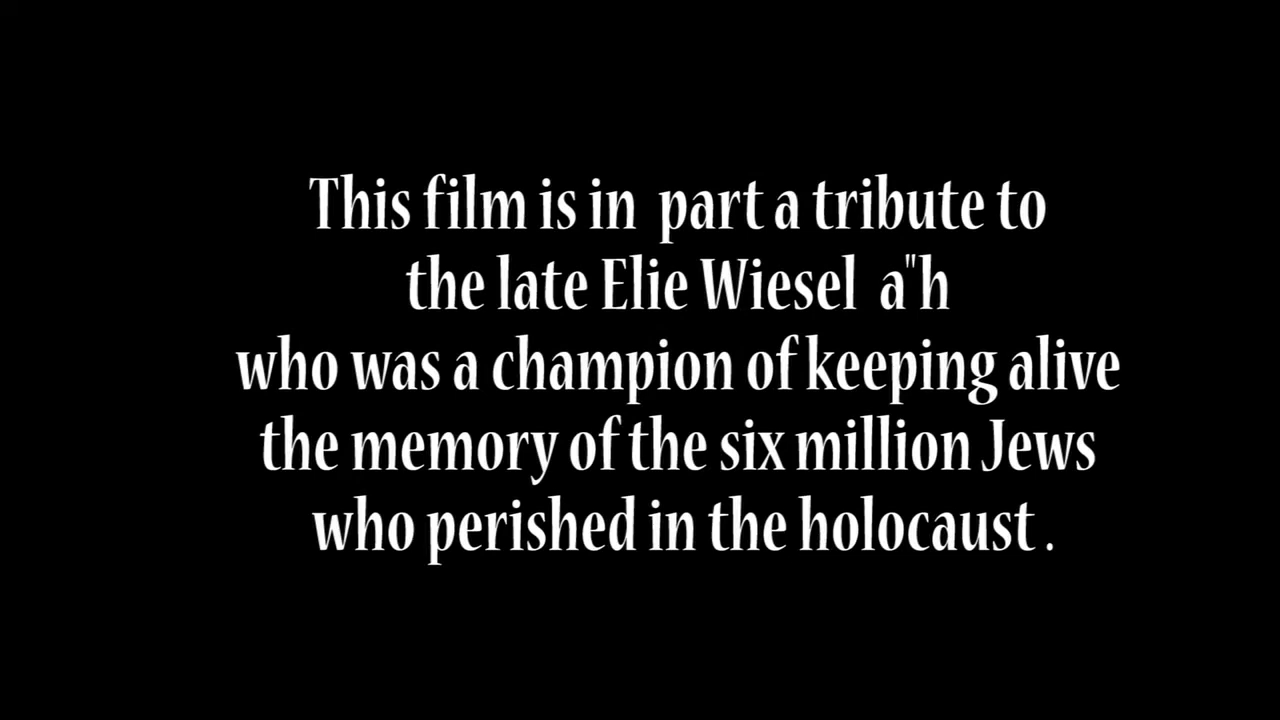 This film is in  part a tribute to
the late Elie Wiesel  a"h
who was a champion of keeping alive
the memory of the six million Jews
who perished in the holocaust .